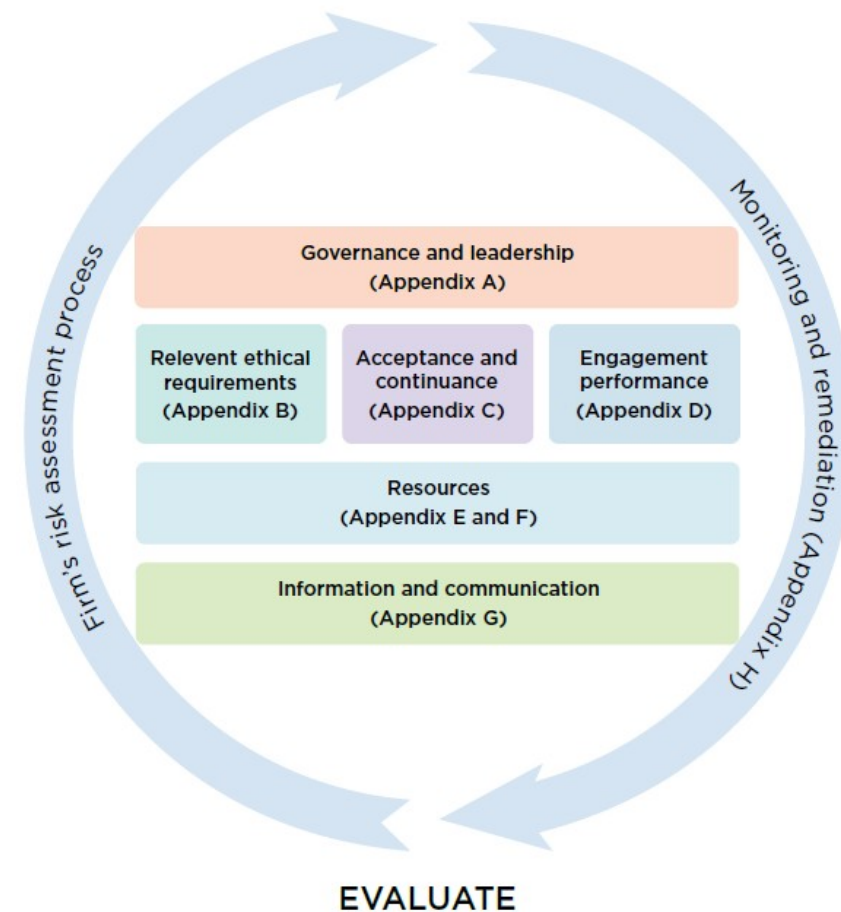 Firm's risk assessment process
Monitoring and remediation (Appendix H)
Governance and leadership
(Appendix A)
Relevent ethical
requirements
(Appendix B)
Acceptance and
continuance
(Appendix C)
Engagement
performance
(Appendix D)
Resources
(Appendix E and F)
Information and communication
(Appendix G)
EVALUATE